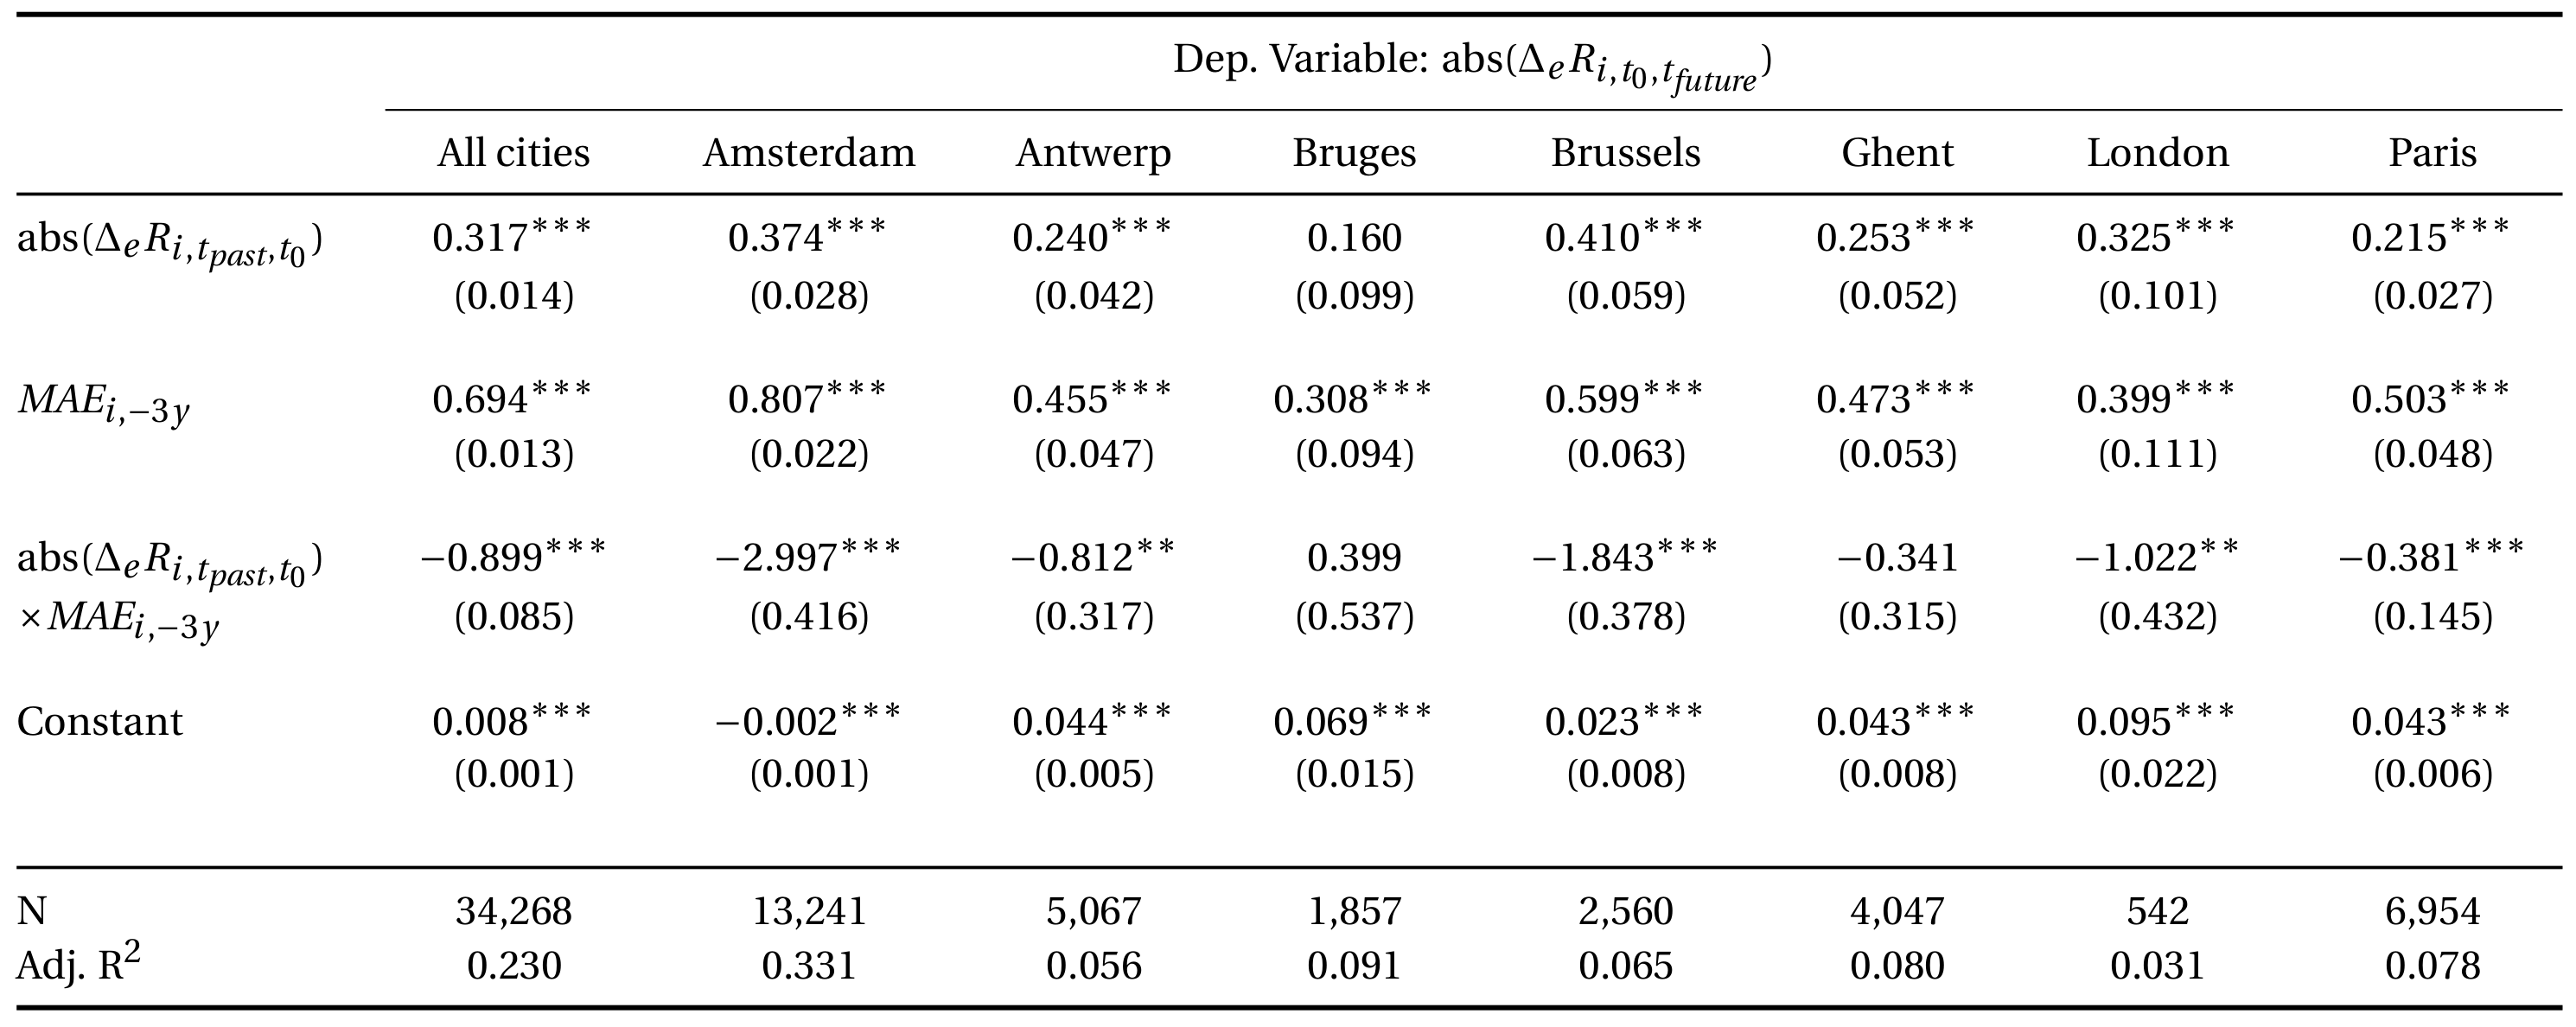 Dep. Variable: abs(Δ_e R_{i,t_0,t_{future}})
All cities Amsterdam Antwerp Bruges Brussels Ghent London Paris
abs(Δ_e R_{i,t_{past},t_0}) 0.317*** 0.374*** 0.240*** 0.160 0.410*** 0.253*** 0.325*** 0.215***
(0.014) (0.028) (0.042) (0.099) (0.059) (0.052) (0.101) (0.027)
MAE_{i,−3y} 0.694*** 0.807*** 0.455*** 0.308*** 0.599*** 0.473*** 0.399*** 0.503***
(0.013) (0.022) (0.047) (0.094) (0.063) (0.053) (0.111) (0.048)
abs(Δ_e R_{i,t_{past},t_0}) −0.899*** −2.997*** −0.812** 0.399 −1.843*** −0.341 −1.022** −0.381***
×MAE_{i,−3y} (0.085) (0.416) (0.317) (0.537) (0.378) (0.315) (0.432) (0.145)
Constant 0.008*** −0.002*** 0.044*** 0.069*** 0.023*** 0.043*** 0.095*** 0.043***
(0.001) (0.001) (0.005) (0.015) (0.008) (0.008) (0.022) (0.006)
N 34,268 13,241 5,067 1,857 2,560 4,047 542 6,954
Adj. R² 0.230 0.331 0.056 0.091 0.065 0.080 0.031 0.078